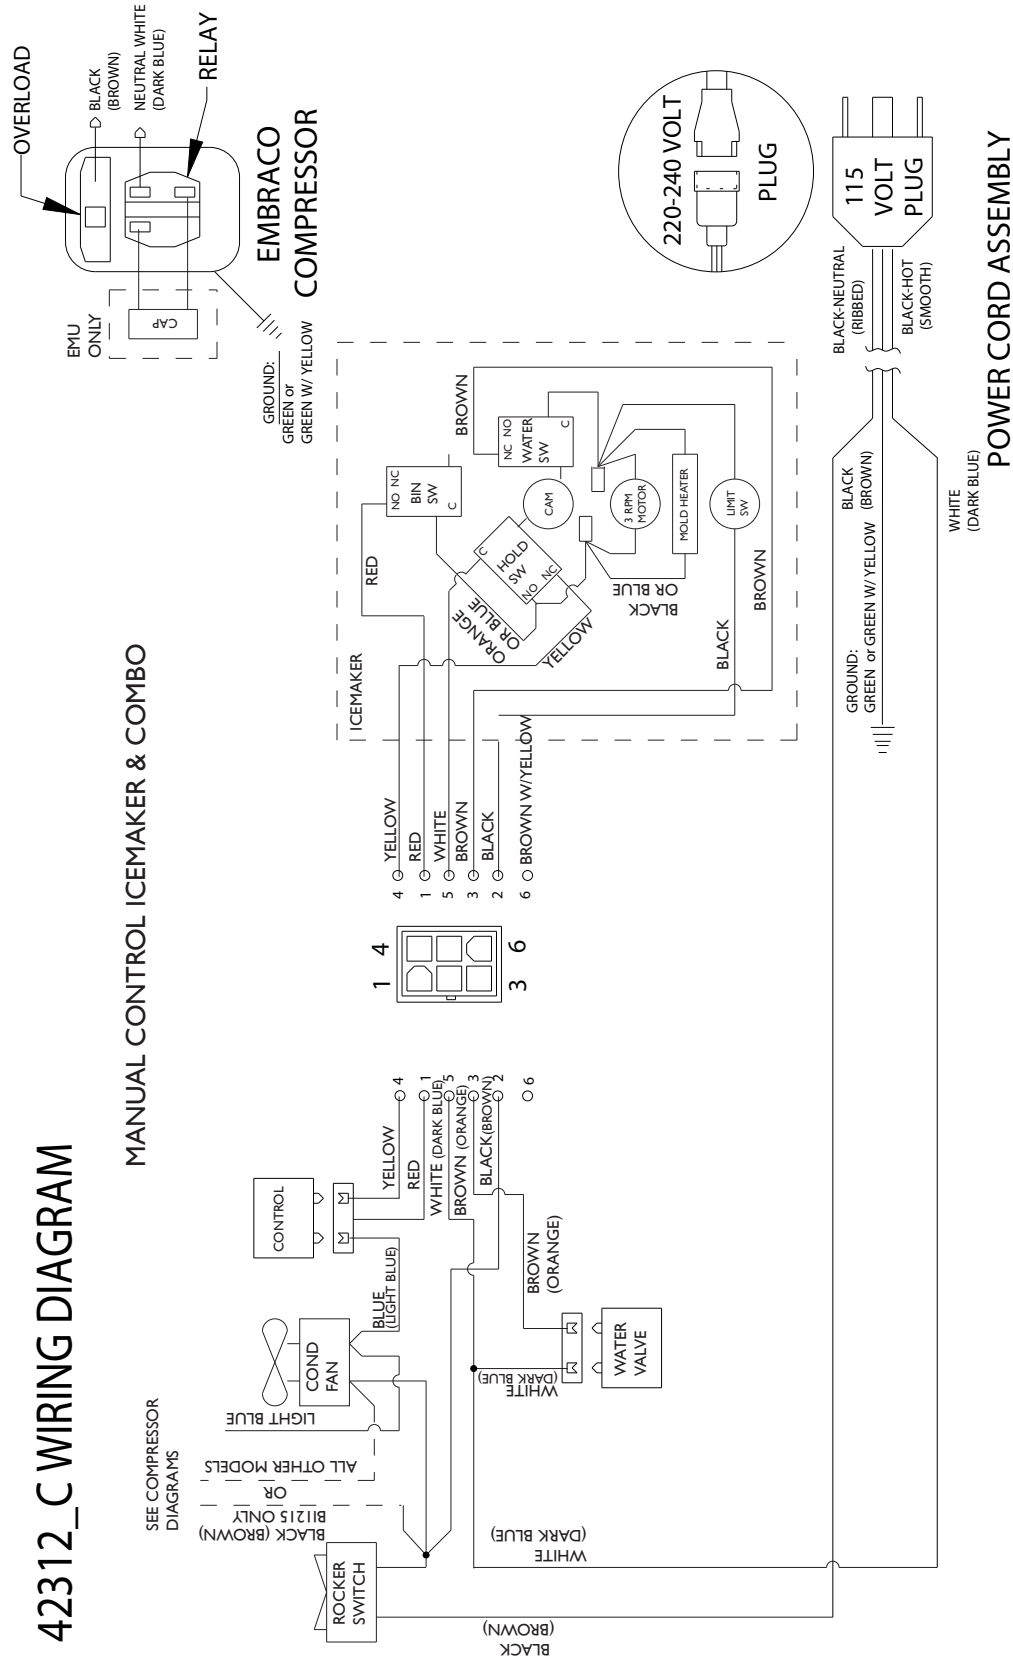 42312_C WIRING DIAGRAM
MANUAL CONTROL ICEMAKER & COMBO
OVERLOAD
BLACK
(BROWN)
NEUTRAL WHITE
(DARK BLUE)
RELAY
EMBRACO
COMPRESSOR
EMU
ONLY
CAP
GROUND:
GREEN or
GREEN W/ YELLOW
SEE COMPRESSOR
DIAGRAMS
ROCKER
SWITCH
BLACK (BROWN)
BI1215 ONLY
OR
ALL OTHER MODELS
LIGHT BLUE
COND
FAN
BLUE
(LIGHT BLUE)
CONTROL
YELLOW
RED
WHITE (DARK BLUE)
BROWN (ORANGE)
BLACK(BROWN)
4
1
5
3
2
6
BROWN
(ORANGE)
WATER
VALVE
WHITE
(DARK BLUE)
WHITE
(DARK BLUE)
BLACK
(BROWN)
1 4
3 6
4
1
5
3
2
6
YELLOW
RED
WHITE
BROWN
BLACK
BROWN W/YELLOW
ICEMAKER
RED
NO NC
BIN
SW
C
BROWN
NC NO
WATER
SW
C
CAM
C
HOLD
SW
NO NC
ORANGE
OR BLUE
YELLOW
3 RPM
MOTOR
MOLD HEATER
LIMIT
SW
BLACK
OR BLUE
BLACK
BROWN
220-240 VOLT
PLUG
115
VOLT
PLUG
BLACK-NEUTRAL
(RIBBED)
BLACK-HOT
(SMOOTH)
BLACK
(BROWN)
GROUND:
GREEN or GREEN W/ YELLOW
WHITE
(DARK BLUE)
POWER CORD ASSEMBLY